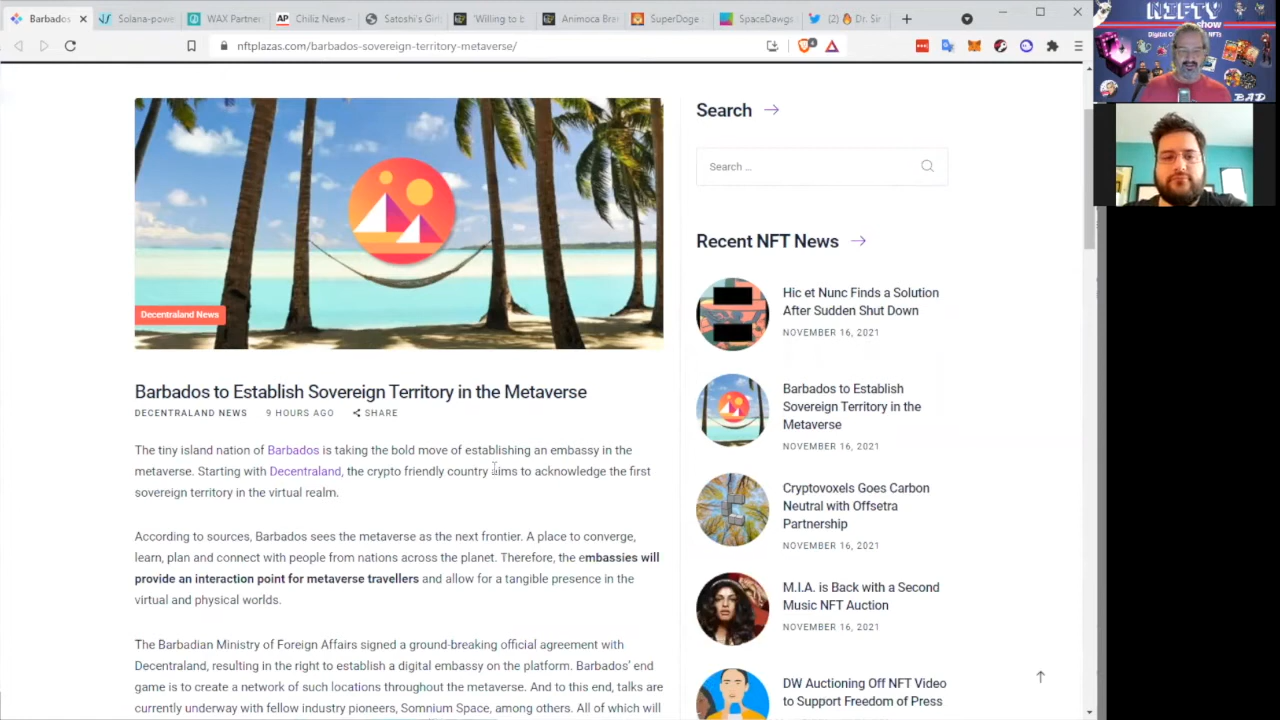 Barbados
Solana-powe
WAX Partner
AP
Chiliz News –
Satoshi's Girl
'Willing to b
Animoca Bra
SuperDoge
SpaceDawgs
(2) 🔥 Dr. Sir
nftplazas.com/barbados-sovereign-territory-metaverse/
NIFTY
show
BAD
Decentraland News
Barbados to Establish Sovereign Territory in the Metaverse
DECENTRALAND NEWS 9 HOURS AGO SHARE
The tiny island nation of Barbados is taking the bold move of establishing an embassy in the
metaverse. Starting with Decentraland, the crypto friendly country aims to acknowledge the first
sovereign territory in the virtual realm.
According to sources, Barbados sees the metaverse as the next frontier. A place to converge,
learn, plan and connect with people from nations across the planet. Therefore, the embassies will
provide an interaction point for metaverse travellers and allow for a tangible presence in the
virtual and physical worlds.
The Barbadian Ministry of Foreign Affairs signed a ground-breaking official agreement with
Decentraland, resulting in the right to establish a digital embassy on the platform. Barbados' end
game is to create a network of such locations throughout the metaverse. And to this end, talks are
currently underway with fellow industry pioneers, Somnium Space, among others. All of which will
Search
Search ...
Recent NFT News
Hic et Nunc Finds a Solution
After Sudden Shut Down
NOVEMBER 16, 2021
Barbados to Establish
Sovereign Territory in the
Metaverse
NOVEMBER 16, 2021
Cryptovoxels Goes Carbon
Neutral with Offsetra
Partnership
NOVEMBER 16, 2021
M.I.A. is Back with a Second
Music NFT Auction
NOVEMBER 16, 2021
DW Auctioning Off NFT Video
to Support Freedom of Press